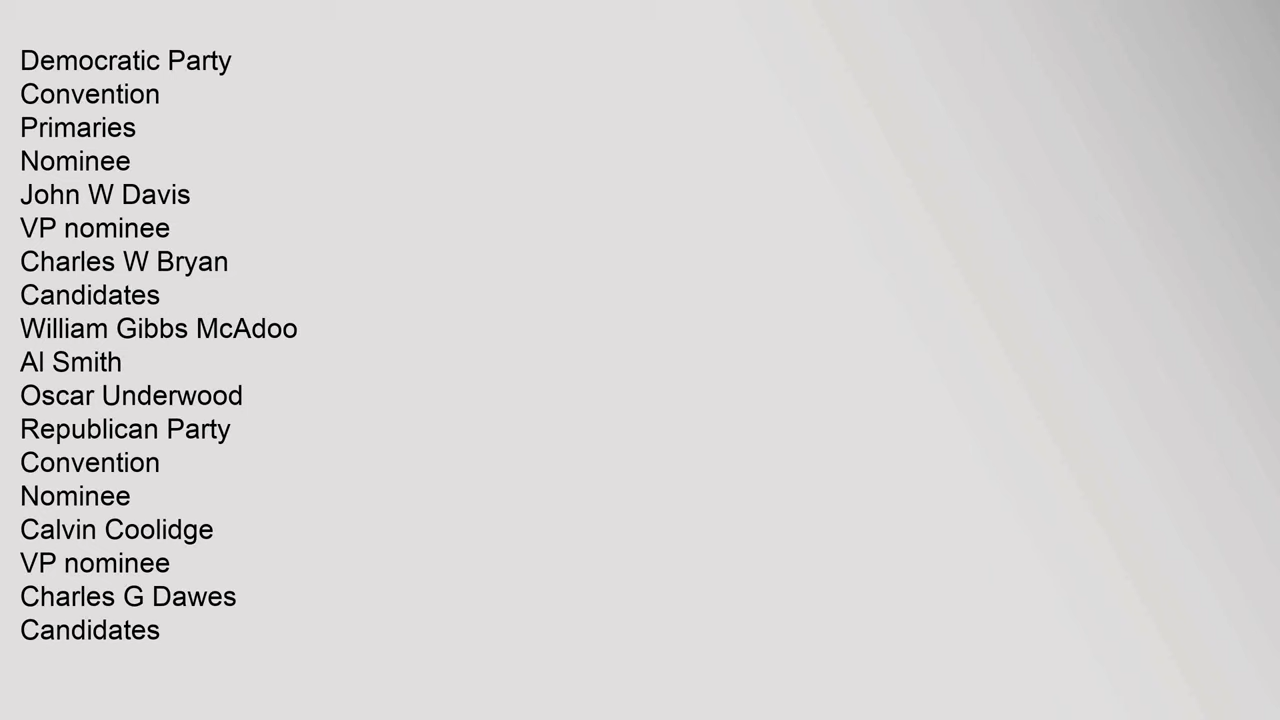 Democratic Party
Convention
Primaries
Nominee
John W Davis
VP nominee
Charles W Bryan
Candidates
William Gibbs McAdoo
Al Smith
Oscar Underwood
Republican Party
Convention
Nominee
Calvin Coolidge
VP nominee
Charles G Dawes
Candidates